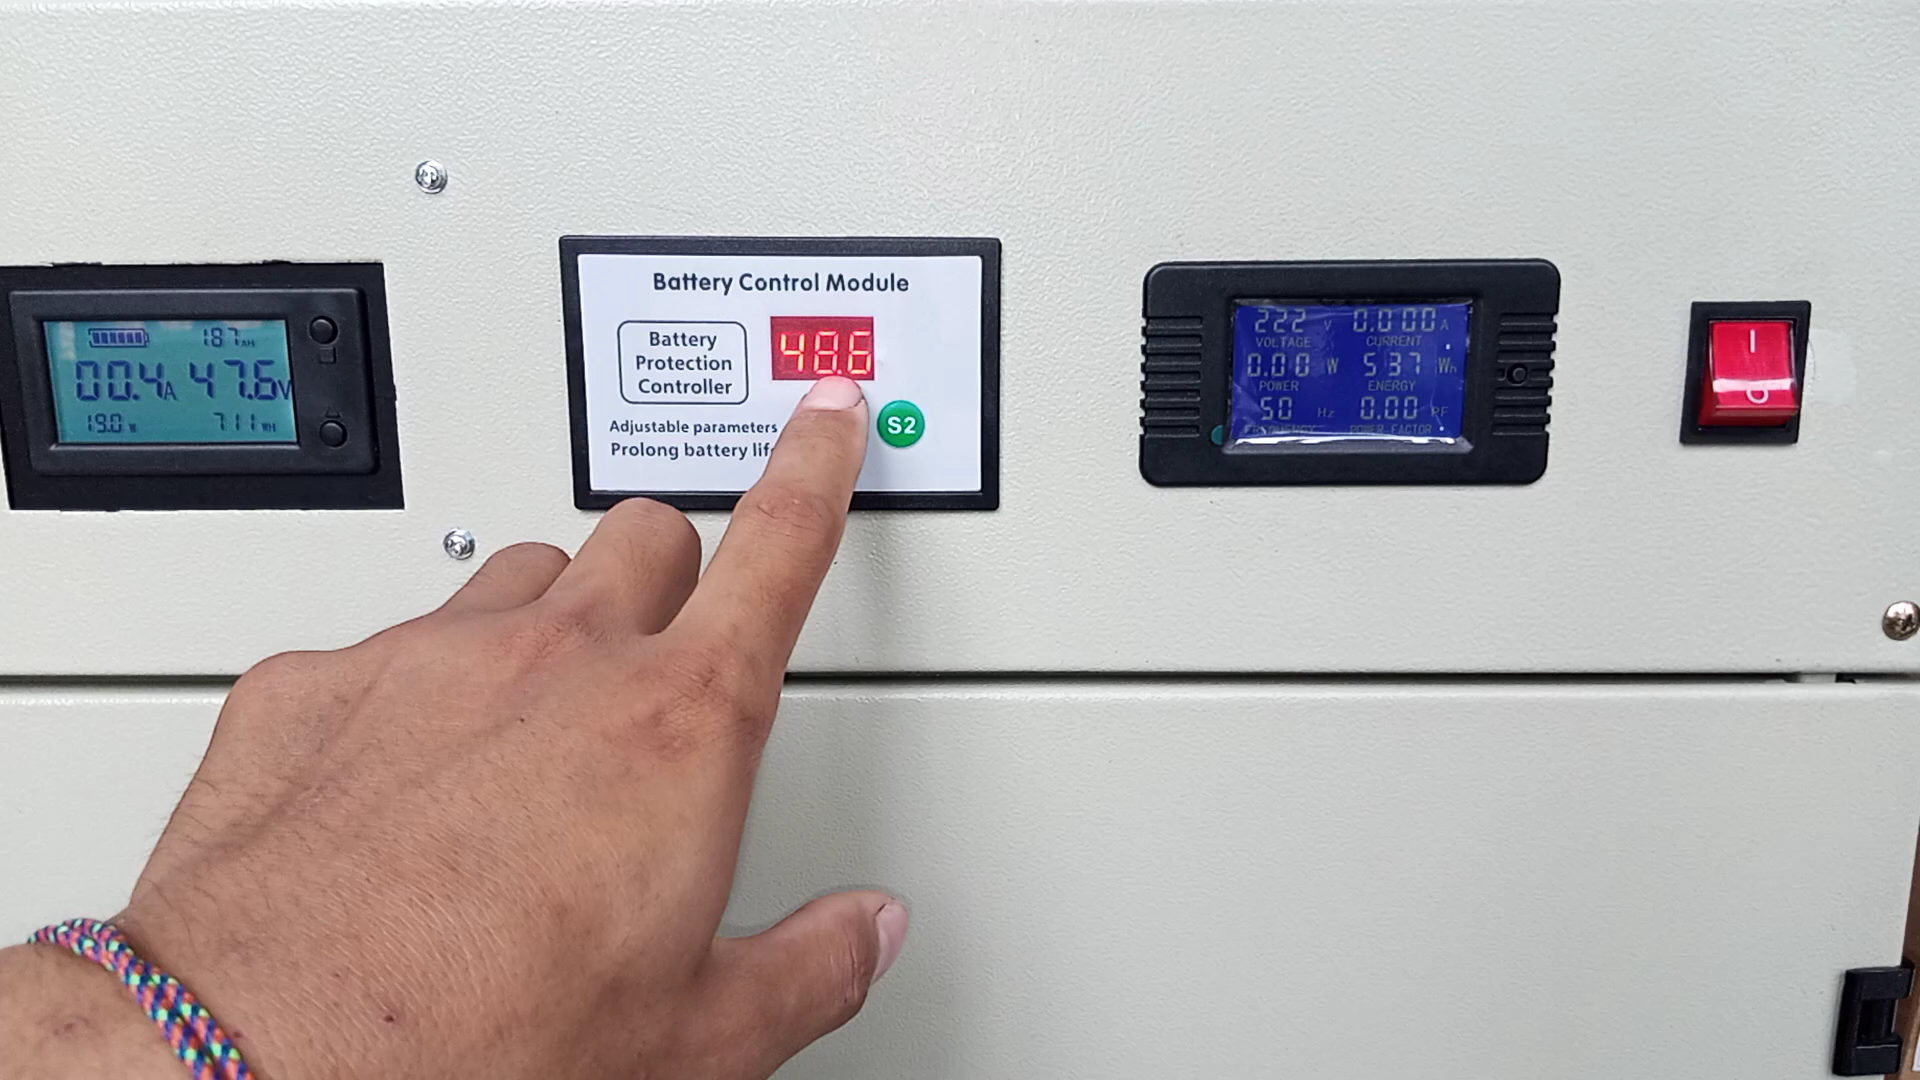 187 AH
00.4A 47.6V
19.0 W 711 WH
Battery Control Module
Battery
Protection
Controller
48.6
Adjustable parameters
Prolong battery life
S2
222 V 0.000 A
VOLTAGE CURRENT
0.00 W 537 Wh
POWER ENERGY
50 Hz 0.00 PF
FREQUENCY POWER FACTOR